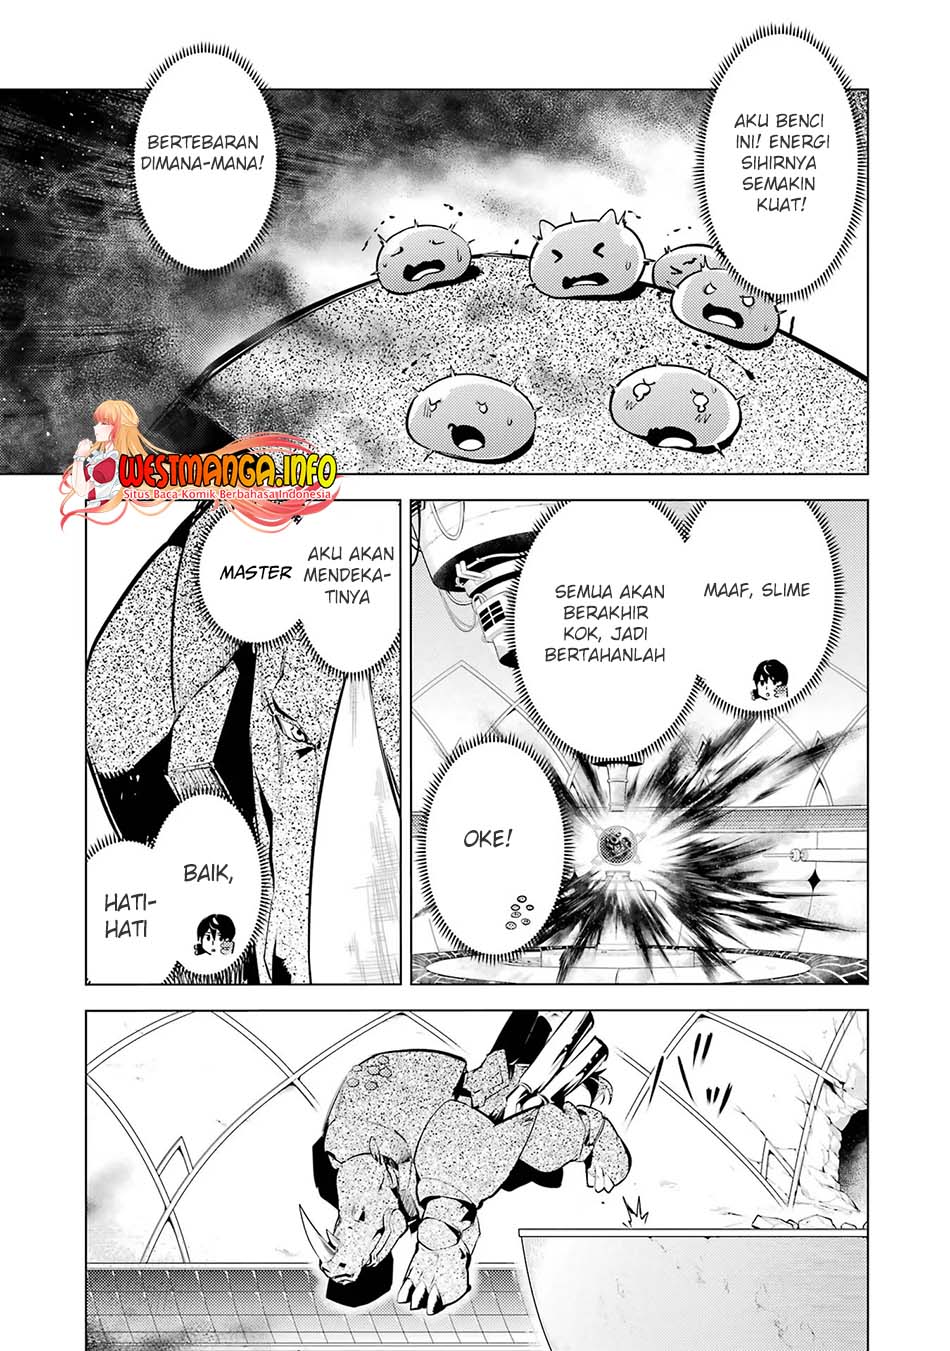 AKU BENCI
INI! ENERGI
SIHIRNYA
SEMAKIN
KUAT!
BERTEBARAN
DIMANA-MANA!
WESTMANGA.INFO
Situs Baca Komik Berbahasa Indonesia
MAAF, SLIME
SEMUA AKAN
BERAKHIR
KOK, JADI
BERTAHANLAH
OKE!
MASTER
AKU AKAN
MENDEKA-
TINYA
BAIK,
HATI-
HATI